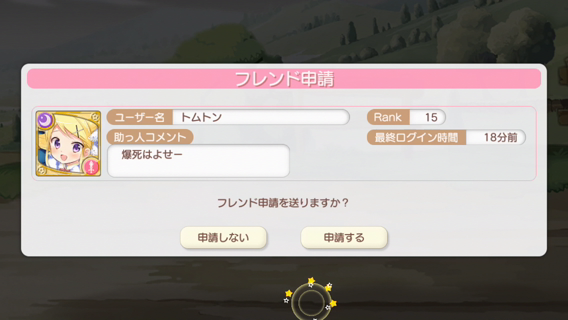 フレンド申請
ユーザー名 トムトン Rank 15
助っ人コメント 最終ログイン時間 18分前
爆死はよせー
フレンド申請を送りますか？
申請しない 申請する